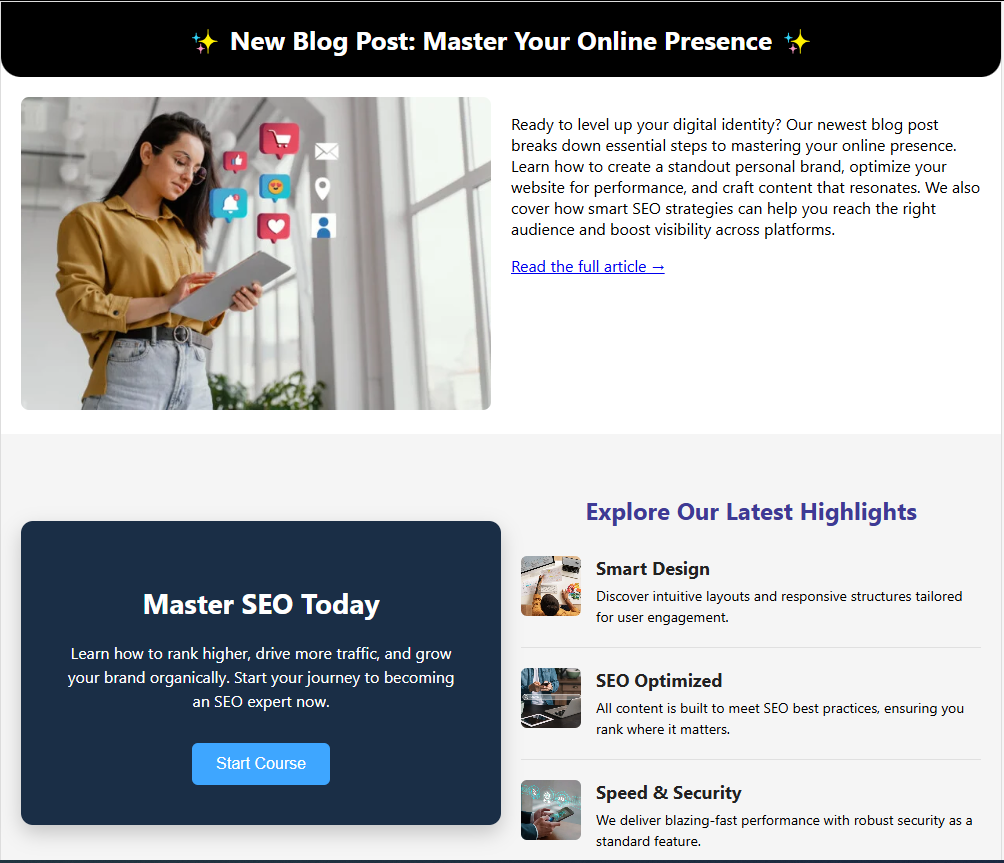 ✨ New Blog Post: Master Your Online Presence ✨
Ready to level up your digital identity? Our newest blog post
breaks down essential steps to mastering your online presence.
Learn how to create a standout personal brand, optimize your
website for performance, and craft content that resonates. We also
cover how smart SEO strategies can help you reach the right
audience and boost visibility across platforms.
Read the full article →
Master SEO Today
Learn how to rank higher, drive more traffic, and grow
your brand organically. Start your journey to becoming
an SEO expert now.
Start Course
Explore Our Latest Highlights
Smart Design
Discover intuitive layouts and responsive structures tailored
for user engagement.
SEO Optimized
All content is built to meet SEO best practices, ensuring you
rank where it matters.
Speed & Security
We deliver blazing-fast performance with robust security as a
standard feature.